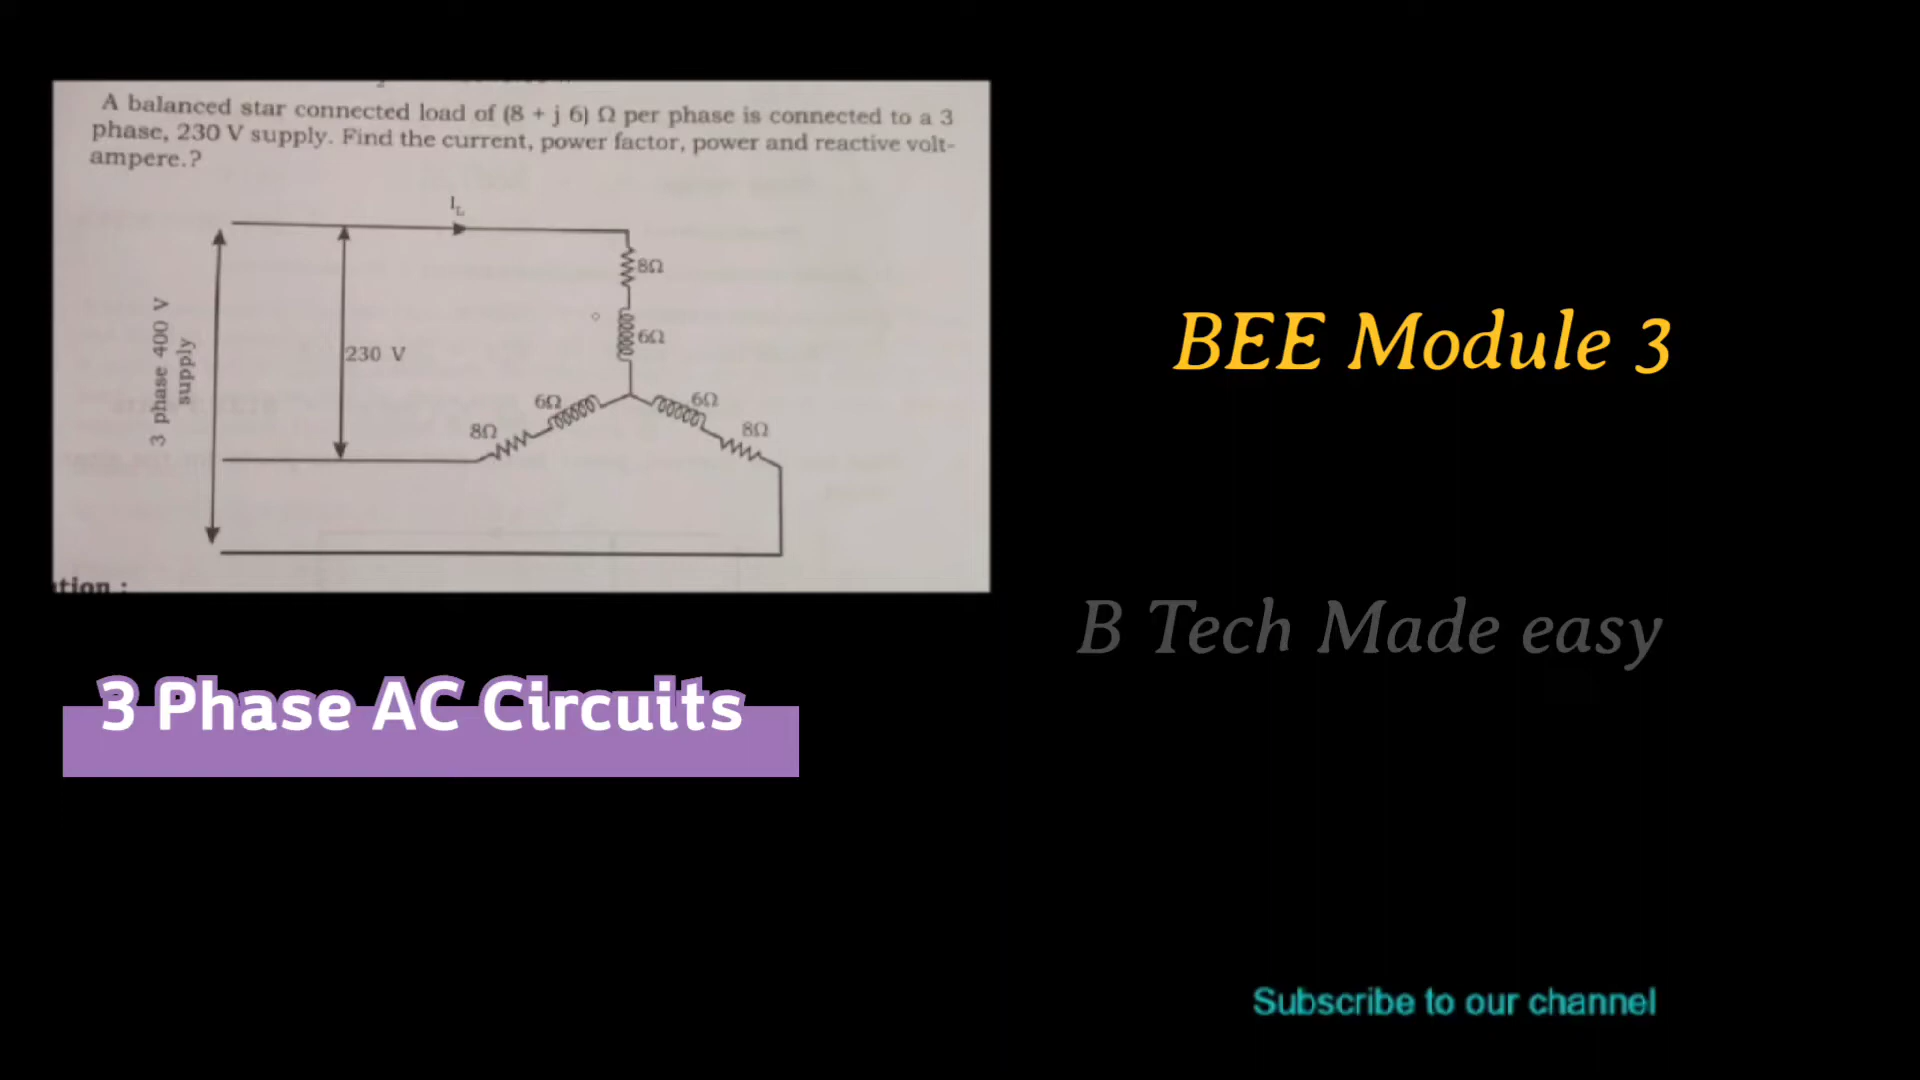 A balanced star connected load of (8 + j 6) Ω per phase is connected to a 3
phase, 230 V supply. Find the current, power factor, power and reactive volt-
ampere.?
I_L
8Ω
6Ω
230 V
3 phase 400 V
supply
6Ω
6Ω
8Ω
8Ω
tion :
BEE Module 3
B Tech Made easy
3 Phase AC Circuits
Subscribe to our channel